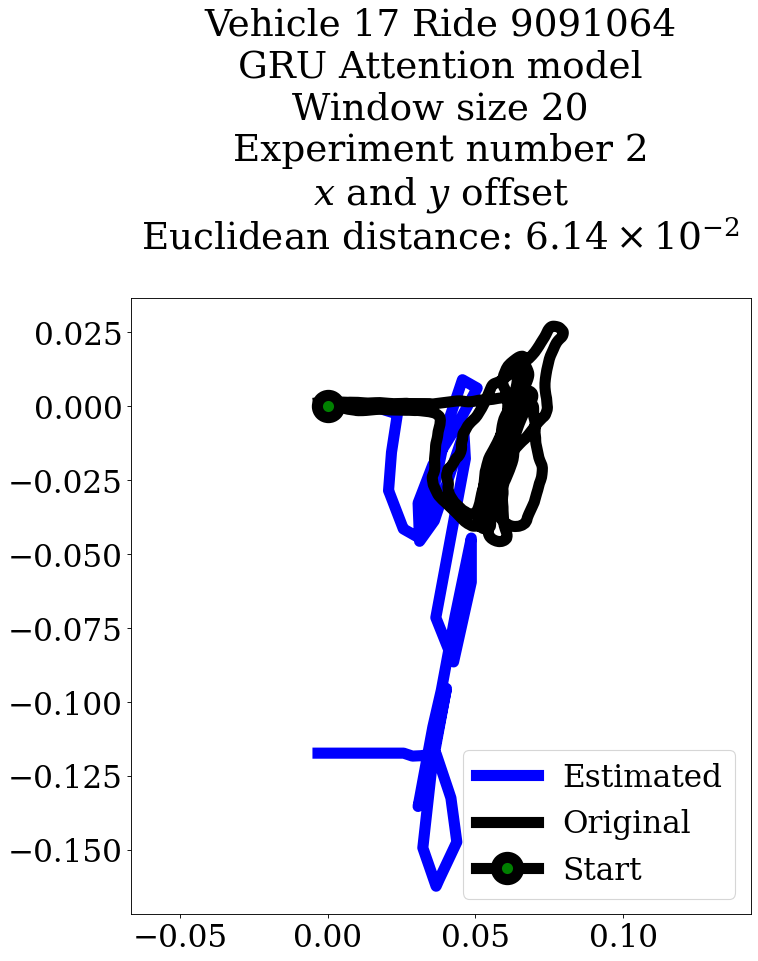 Vehicle 17 Ride 9091064
GRU Attention model
Window size 20
Experiment number 2
x and y offset
Euclidean distance: 6.14 × 10⁻²
0.025
0.000
−0.025
−0.050
−0.075
−0.100
−0.125
−0.150
Estimated
Original
Start
−0.05
0.00
0.05
0.10